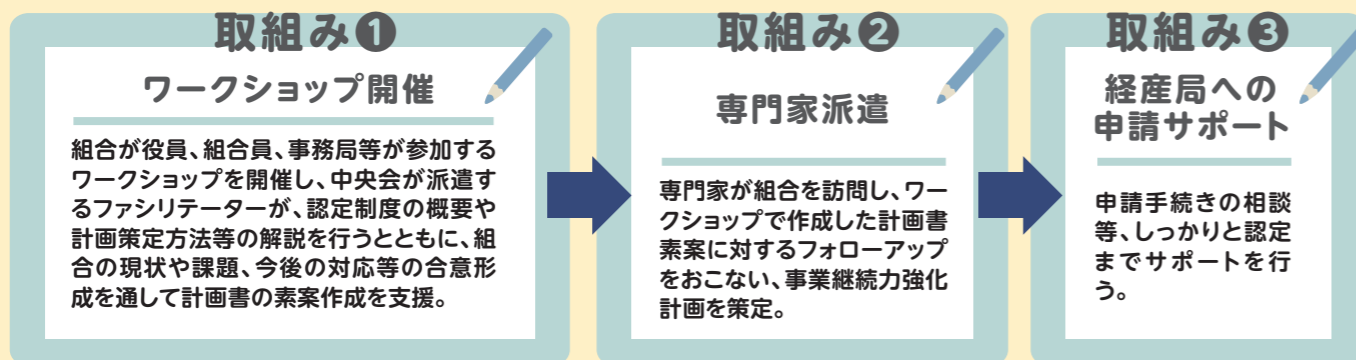 取組み❶
ワークショップ開催
組合が役員、組合員、事務局等が参加する
ワークショップを開催し、中央会が派遣す
るファシリテーターが、認定制度の概要や
計画策定方法等の解説を行うとともに、組
合の現状や課題、今後の対応等の合意形
成を通して計画書の素案作成を支援。
取組み❷
専門家派遣
専門家が組合を訪問し、ワー
クショップで作成した計画書
素案に対するフォローアップ
をおこない、事業継続力強化
計画を策定。
取組み❸
経産局への
申請サポート
申請手続きの相談
等、しっかりと認定
までサポートを行
う。